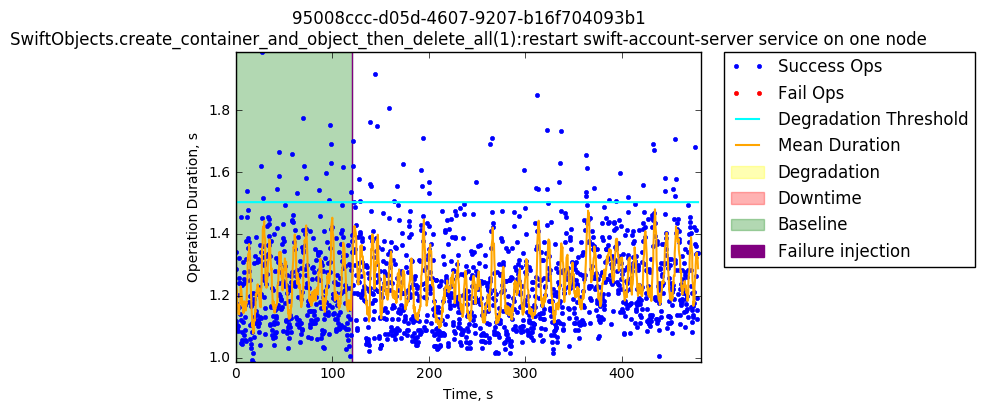 95008ccc-d05d-4607-9207-b16f704093b1
SwiftObjects.create_container_and_object_then_delete_all(1):restart swift-account-server service on one node
Operation Duration, s
1.8
1.6
1.4
1.2
1.0
0 100 200 300 400
Time, s
Success Ops
Fail Ops
Degradation Threshold
Mean Duration
Degradation
Downtime
Baseline
Failure injection